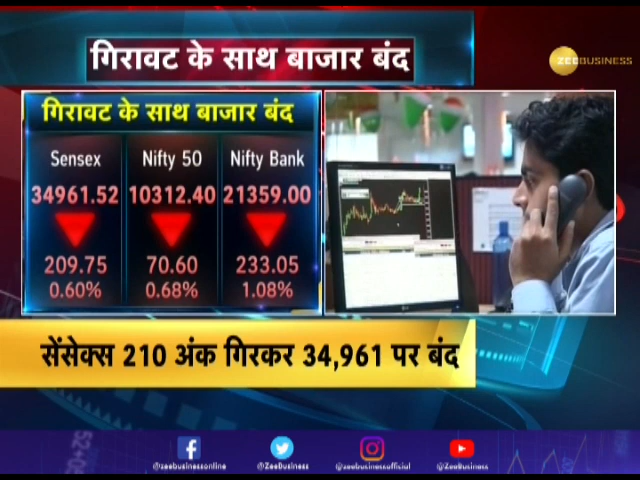 गिरावट के साथ बाजार बंद
ZEEBUSINESS
गिरावट के साथ बाजार बंद
Sensex Nifty 50 Nifty Bank
34961.52 10312.40 21359.00
209.75 70.60 233.05
0.60% 0.68% 1.08%
सेंसेक्स 210 अंक गिरकर 34,961 पर बंद
@zeebusinessonline @ZeeBusiness @zeebusinessofficial @ZeeBusiness